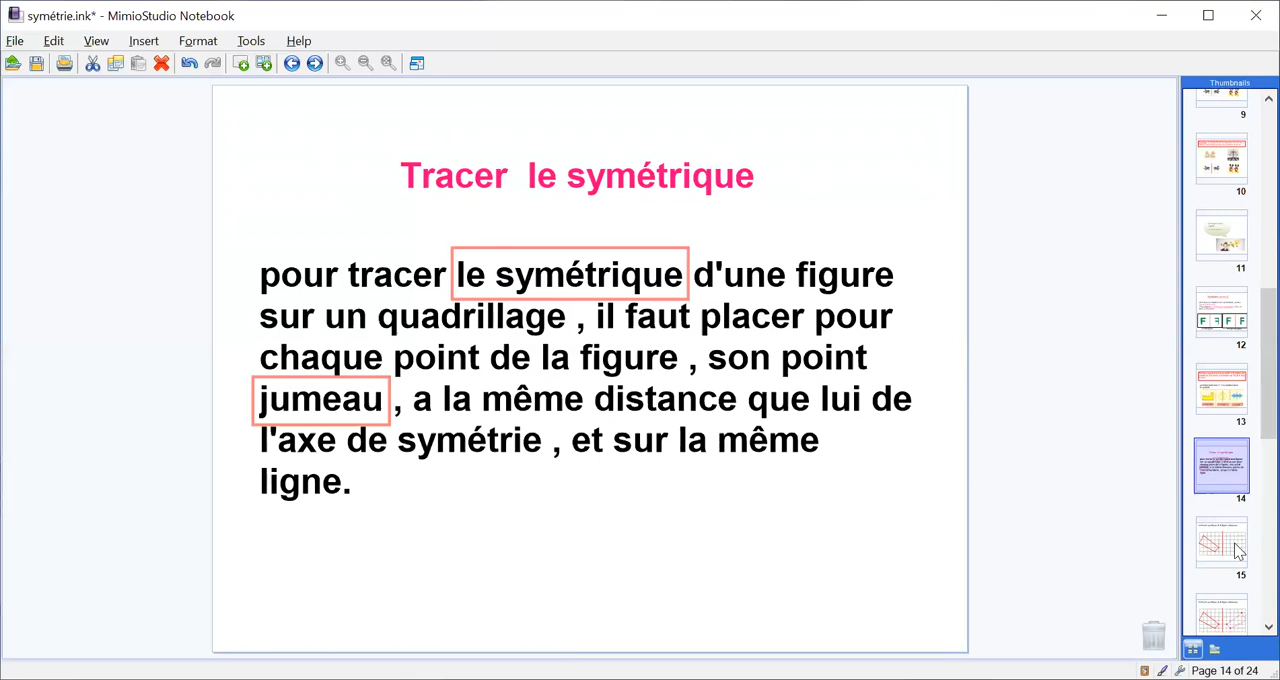 symétrie.ink* - MimioStudio Notebook
File Edit View Insert Format Tools Help
Thumbnails
9
10
11
12
13
14
15
Tracer le symétrique
pour tracer le symétrique d'une figure
sur un quadrillage , il faut placer pour
chaque point de la figure , son point
jumeau , a la même distance que lui de
l'axe de symétrie , et sur la même
ligne.
Page 14 of 24